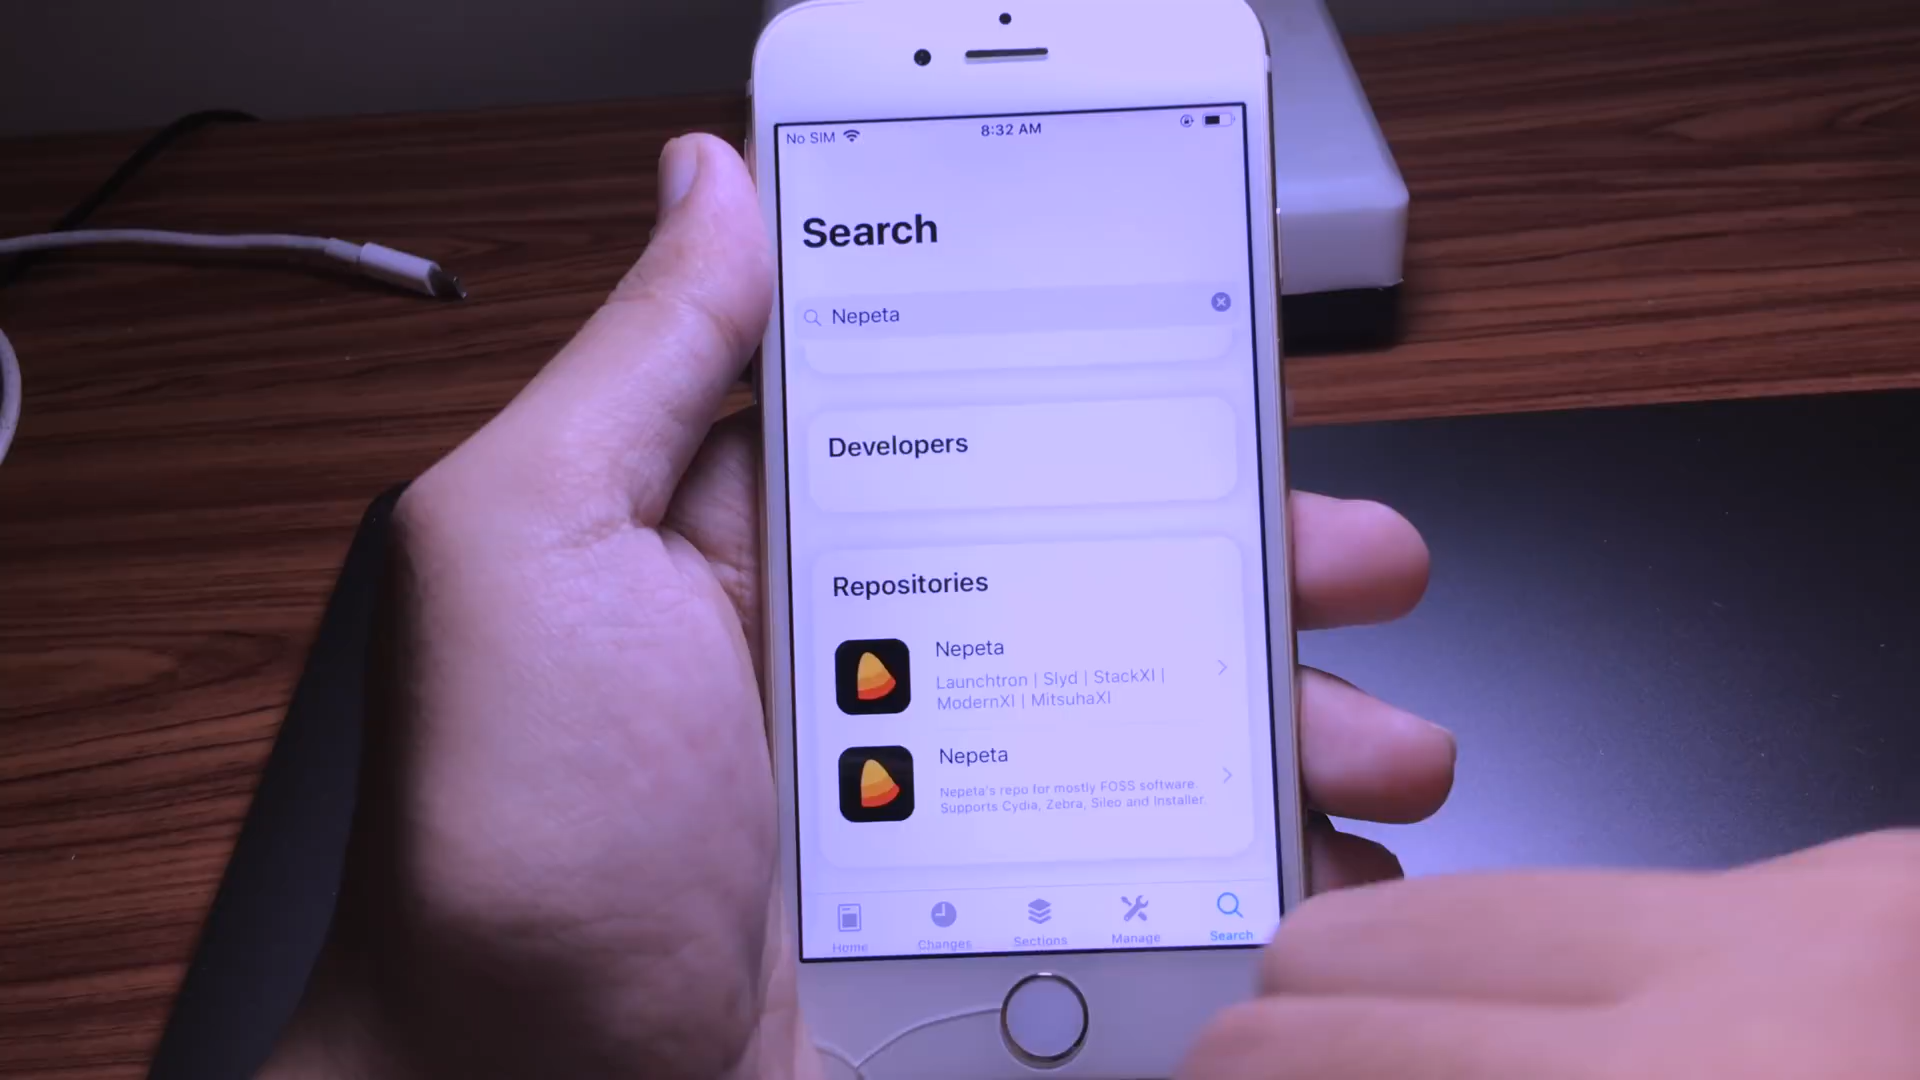 No SIM
8:32 AM
Search
Nepeta
Developers
Repositories
Nepeta
Launchtron | Slyd | StackXI |
ModernXI | MitsuhaXI
Nepeta
Nepeta's repo for mostly FOSS software.
Supports Cydia, Zebra, Sileo and Installer.
Home
Changes
Sections
Manage
Search